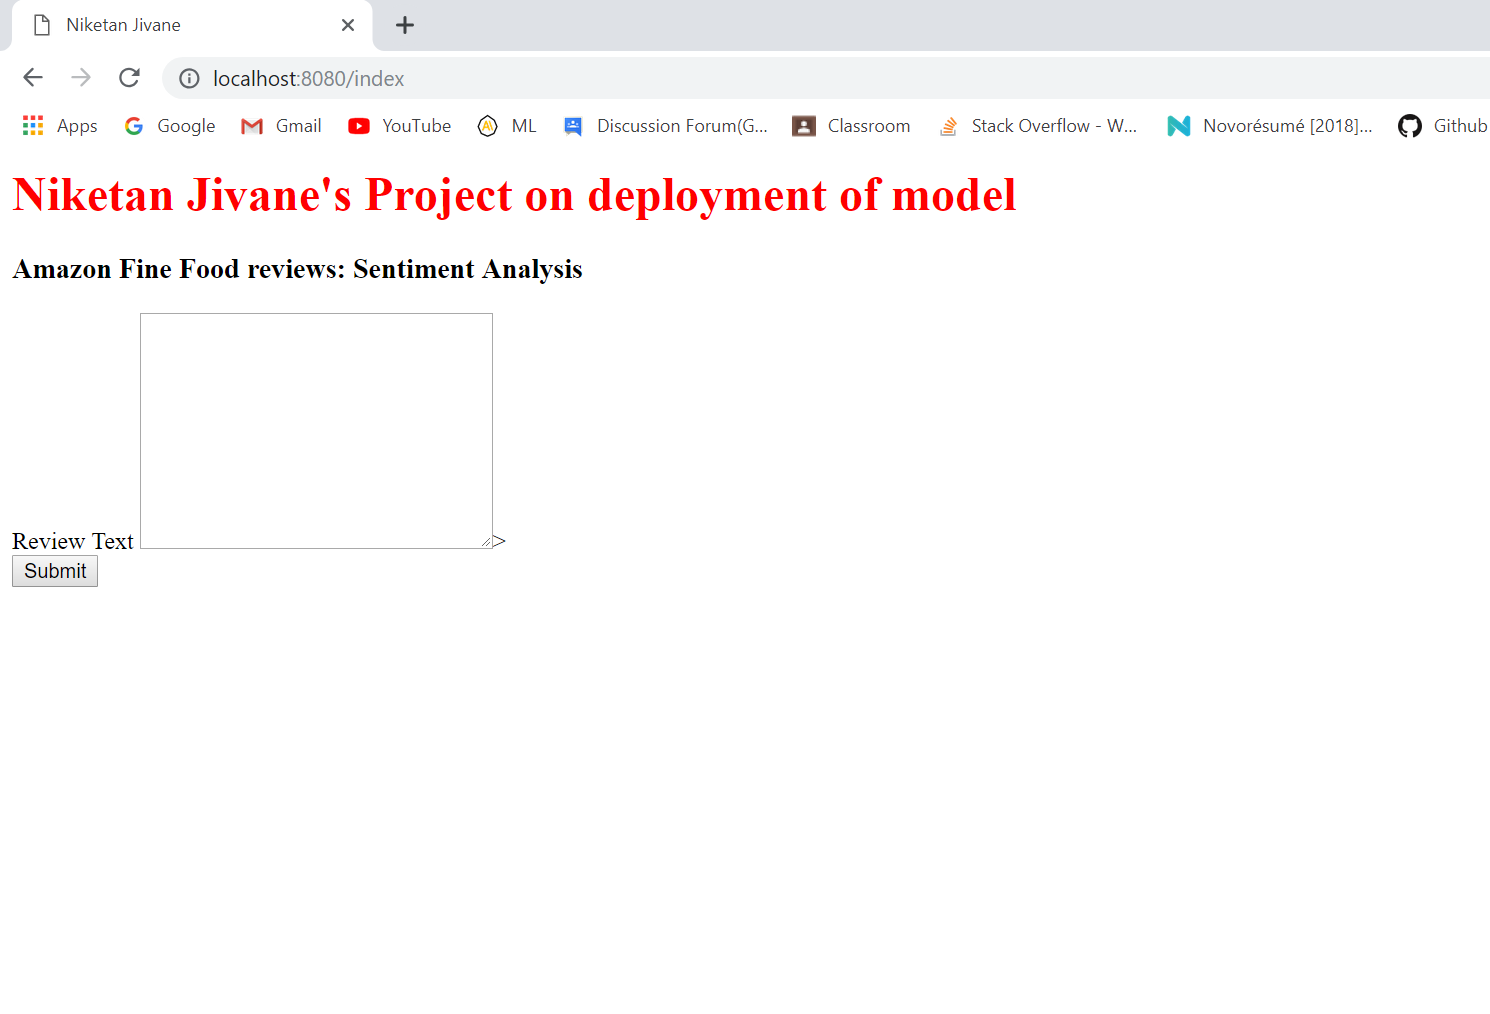 Niketan Jivane
localhost:8080/index
Apps Google Gmail YouTube ML Discussion Forum(G... Classroom Stack Overflow - W... Novorésumé [2018]... Github
Niketan Jivane's Project on deployment of model
Amazon Fine Food reviews: Sentiment Analysis
Review Text >
Submit